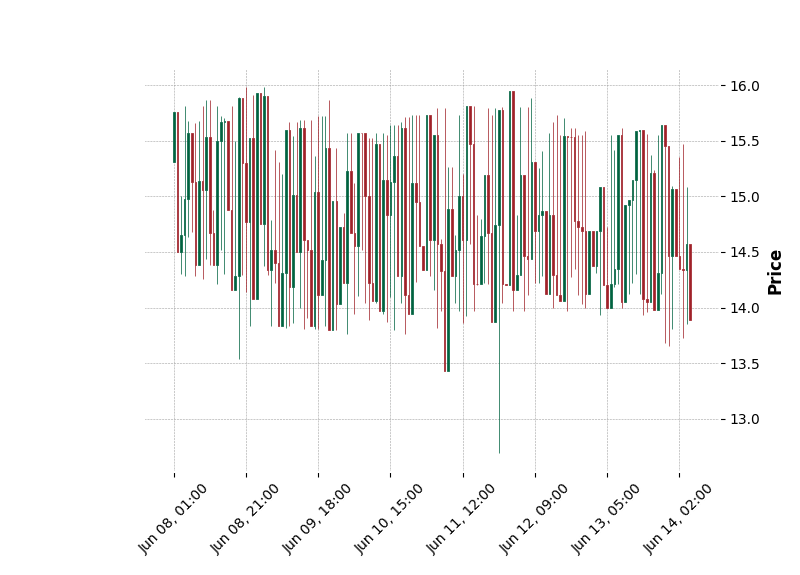 16.0
15.5
15.0
14.5
14.0
13.5
13.0
Price
Jun 08, 01:00
Jun 08, 21:00
Jun 09, 18:00
Jun 10, 15:00
Jun 11, 12:00
Jun 12, 09:00
Jun 13, 05:00
Jun 14, 02:00